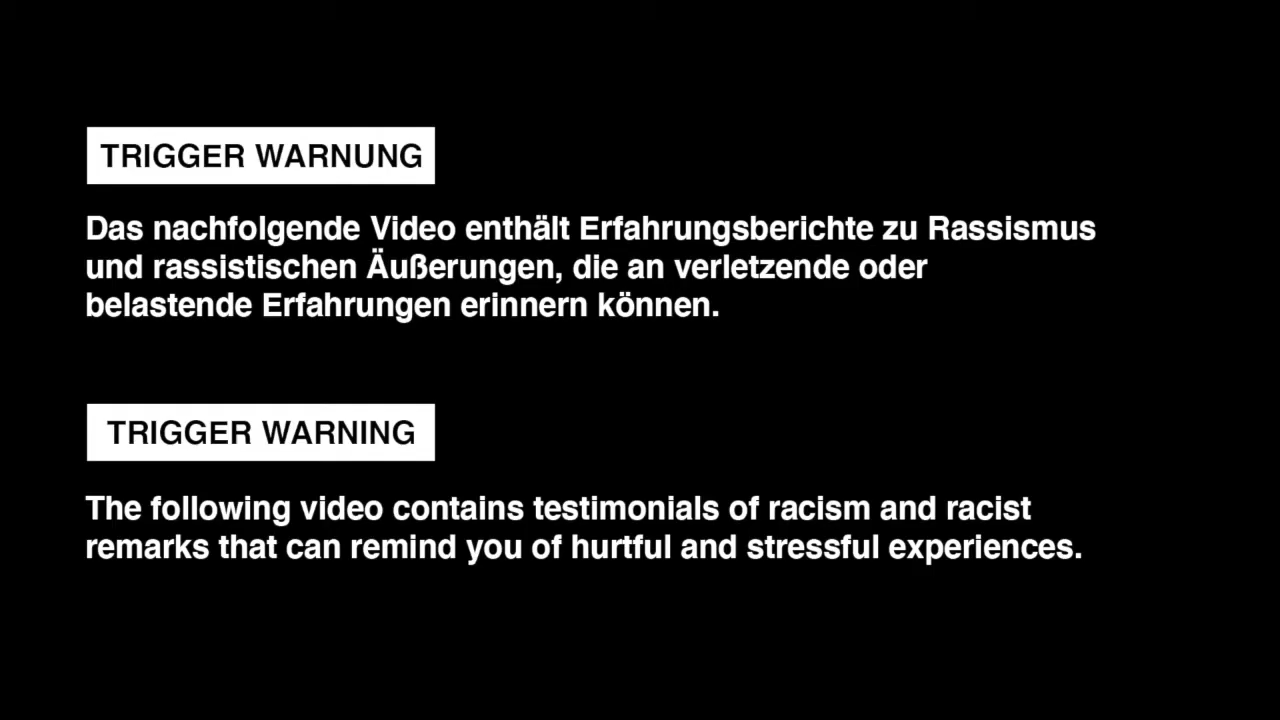 TRIGGER WARNUNG
Das nachfolgende Video enthält Erfahrungsberichte zu Rassismus
und rassistischen Äußerungen, die an verletzende oder
belastende Erfahrungen erinnern können.
TRIGGER WARNING
The following video contains testimonials of racism and racist
remarks that can remind you of hurtful and stressful experiences.